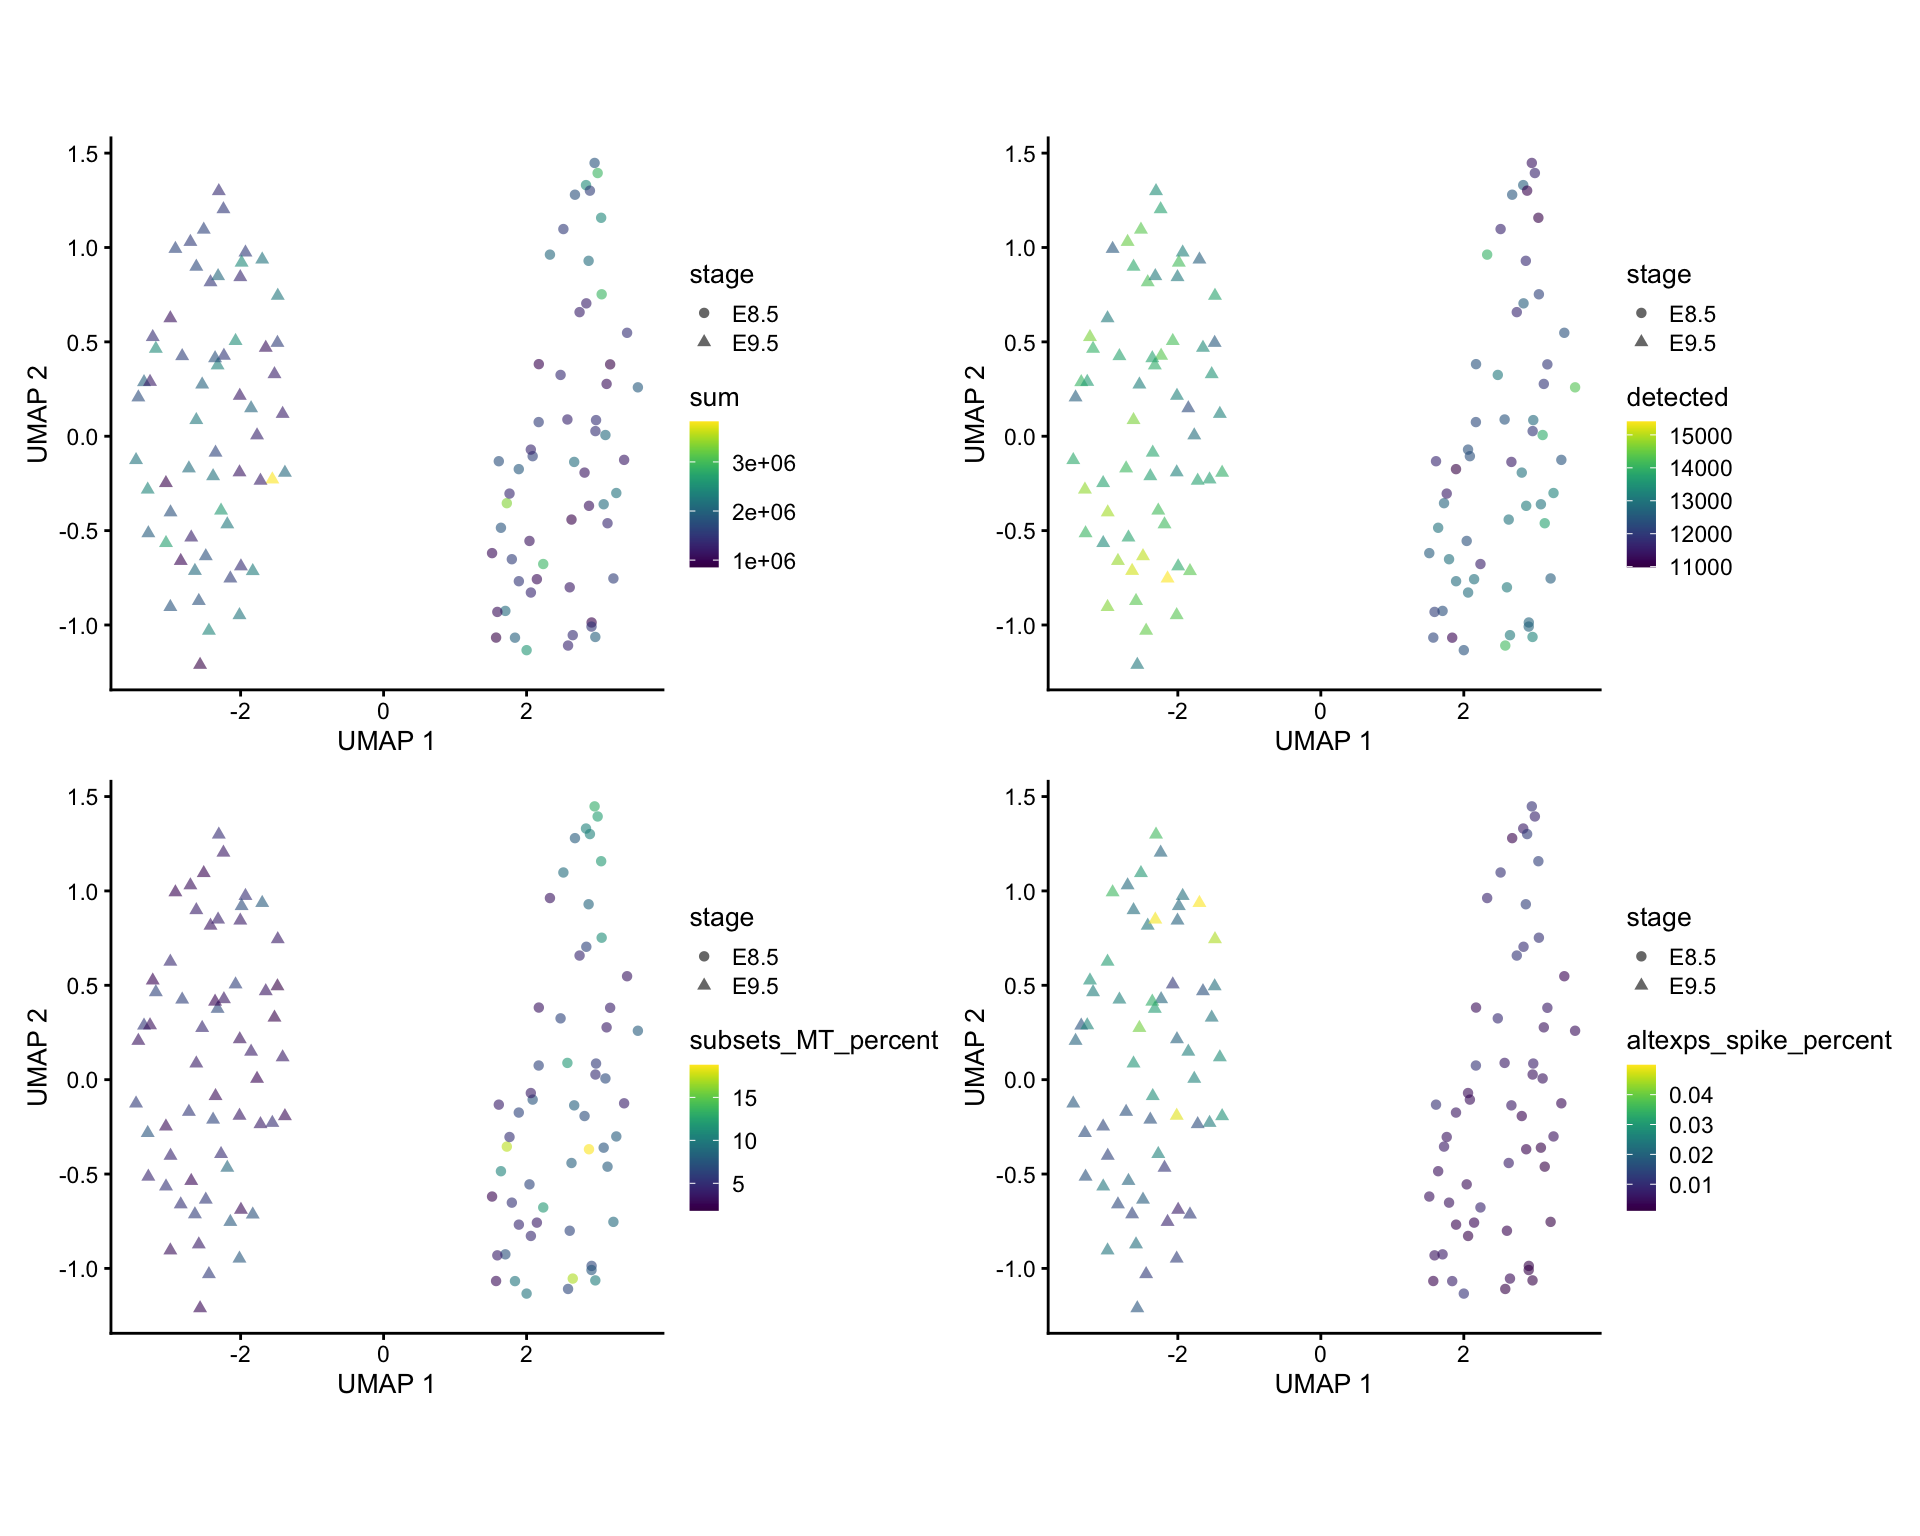 1.5
1.0
0.5
0.0
-0.5
-1.0
UMAP 2
-2 0 2
UMAP 1
stage
E8.5
E9.5
sum
3e+06
2e+06
1e+06
1.5
1.0
0.5
0.0
-0.5
-1.0
UMAP 2
-2 0 2
UMAP 1
stage
E8.5
E9.5
detected
15000
14000
13000
12000
11000
1.5
1.0
0.5
0.0
-0.5
-1.0
UMAP 2
-2 0 2
UMAP 1
stage
E8.5
E9.5
subsets_MT_percent
15
10
5
1.5
1.0
0.5
0.0
-0.5
-1.0
UMAP 2
-2 0 2
UMAP 1
stage
E8.5
E9.5
altexps_spike_percent
0.04
0.03
0.02
0.01